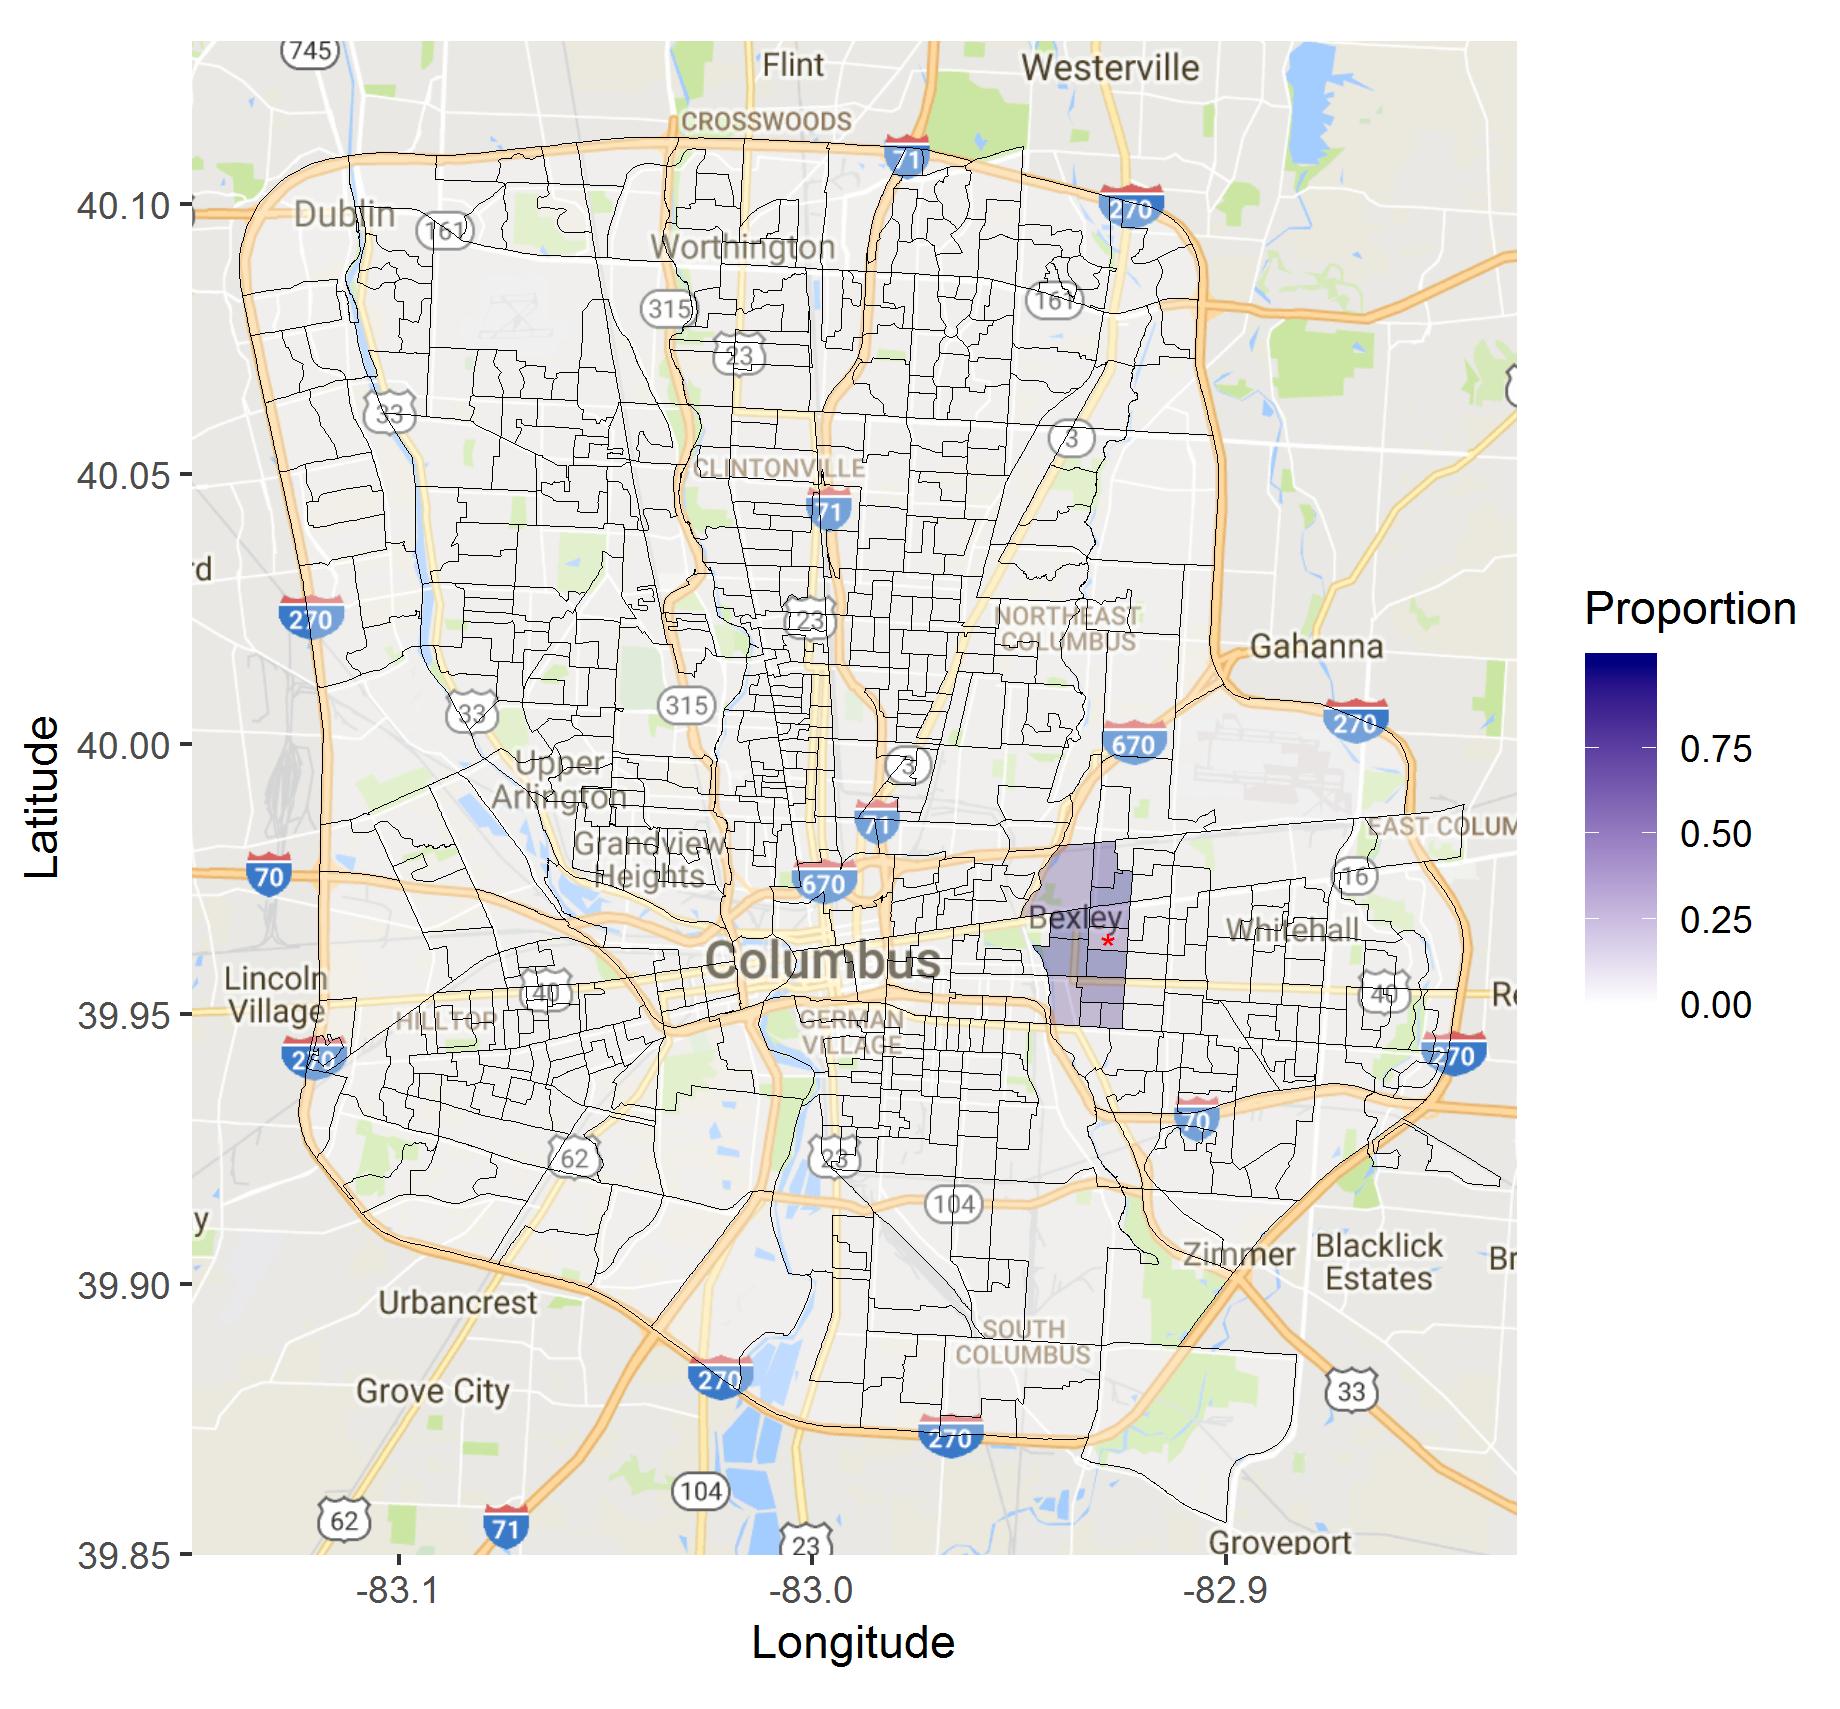 745
Flint
Westerville
CROSSWOODS
71
40.10
Dublin
161
270
Worthington
315
161
23
33
3
40.05
CLINTONVILLE
71
rd
270
23
NORTHEAST
COLUMBUS
Gahanna
Proportion
33
315
270
40.00
670
0.75
Upper
Arlington
3
Latitude
71
EAST COLUM
0.50
Grandview
Heights
70
670
16
Bexley
*
Whitehall
0.25
Columbus
Lincoln
Village
40
40
Re
0.00
39.95
HILLTOP
GERMAN
VILLAGE
270
270
70
62
23
104
y
Zimmer
Blacklick
Estates
Br
39.90
Urbancrest
SOUTH
COLUMBUS
270
Grove City
33
270
104
62
71
23
Groveport
39.85
-83.1
-83.0
-82.9
Longitude